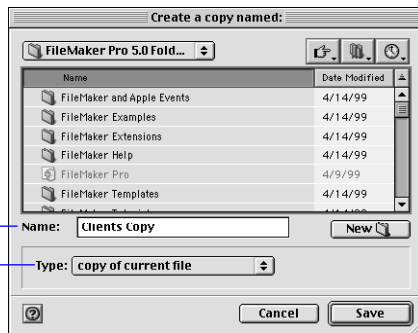 Create a copy named:
FileMaker Pro 5.0 Fold...
Name Date Modified
FileMaker and Apple Events 4/14/99
FileMaker Examples 4/14/99
FileMaker Extensions 4/14/99
FileMaker Help 4/14/99
FileMaker Pro 4/9/99
FileMaker Templates 4/14/99
Name: Clients Copy New
Type: copy of current file
? Cancel Save